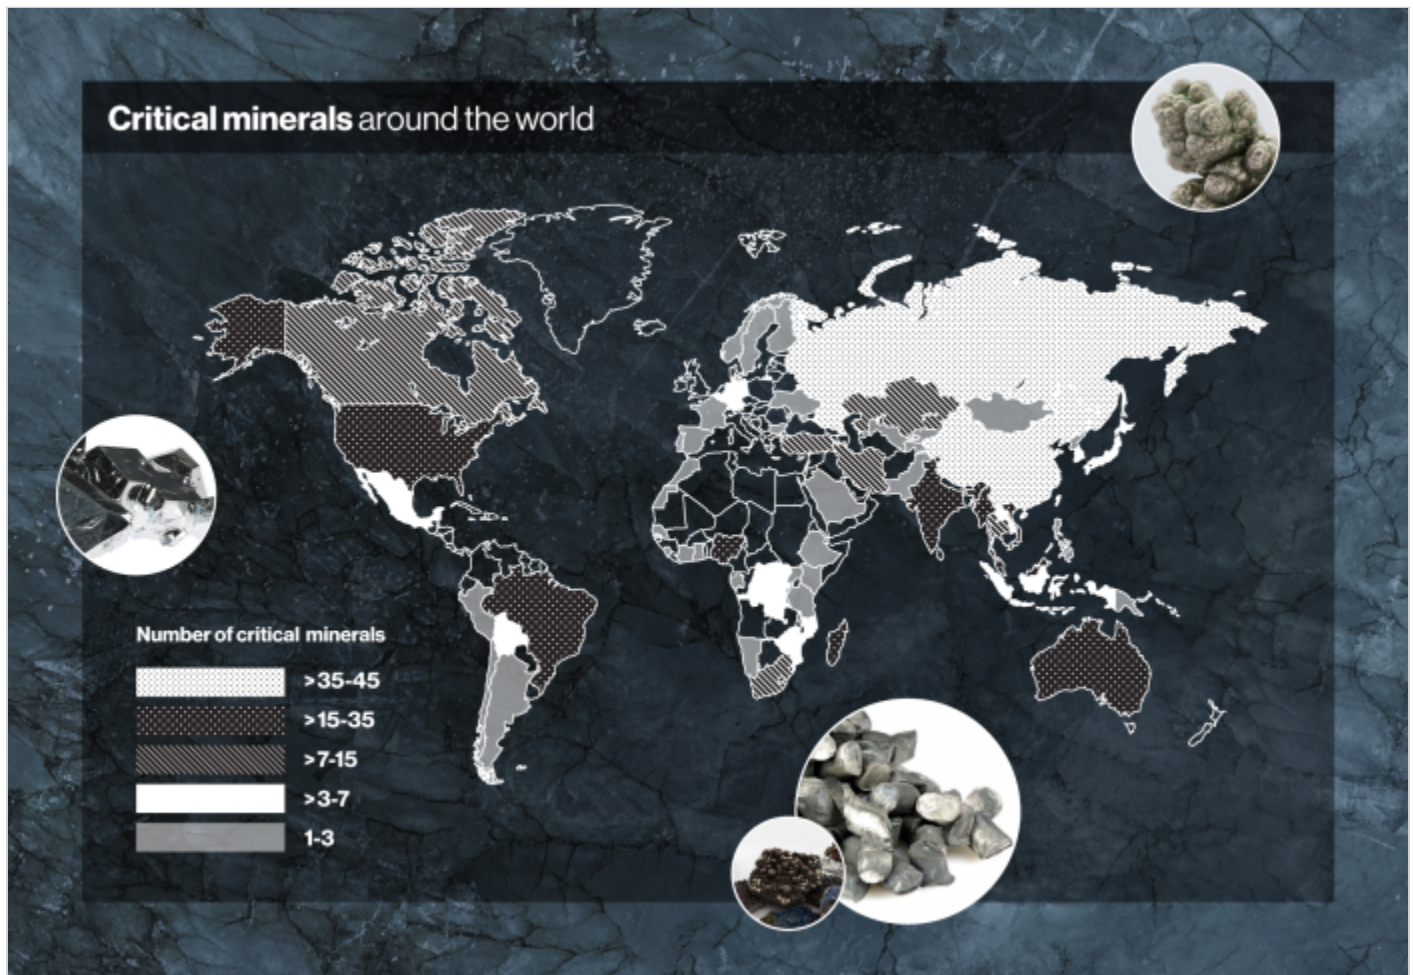 Critical minerals around the world
Number of critical minerals
>35-45
>15-35
>7-15
>3-7
1-3